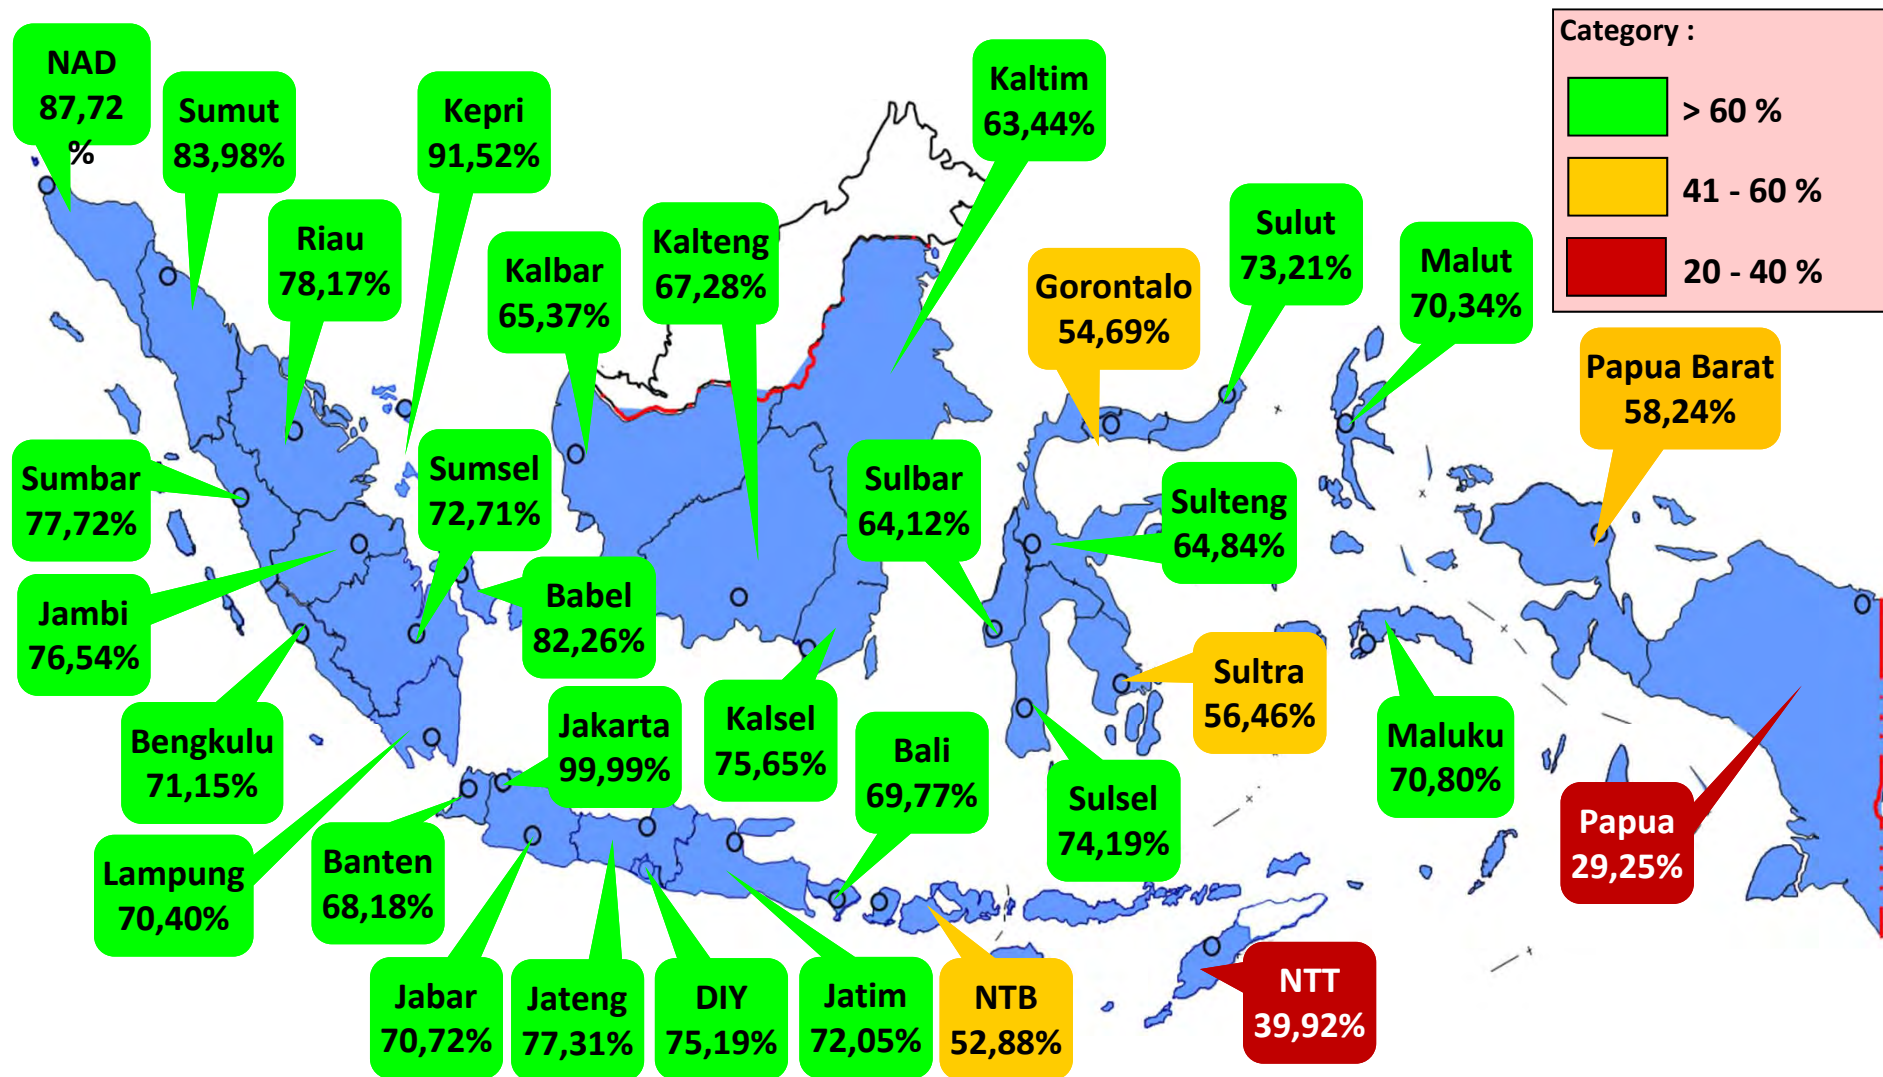 Category :
> 60 %
41 - 60 %
20 - 40 %
NAD
87,72
%
Sumut
83,98%
Kepri
91,52%
Kaltim
63,44%
Riau
78,17%
Kalbar
65,37%
Kalteng
67,28%
Sulut
73,21%
Malut
70,34%
Gorontalo
54,69%
Papua Barat
58,24%
Sumbar
77,72%
Sumsel
72,71%
Sulbar
64,12%
Sulteng
64,84%
Jambi
76,54%
Babel
82,26%
Sultra
56,46%
Bengkulu
71,15%
Jakarta
99,99%
Kalsel
75,65%
Bali
69,77%
Maluku
70,80%
Sulsel
74,19%
Papua
29,25%
Lampung
70,40%
Banten
68,18%
Jabar
70,72%
Jateng
77,31%
DIY
75,19%
Jatim
72,05%
NTB
52,88%
NTT
39,92%